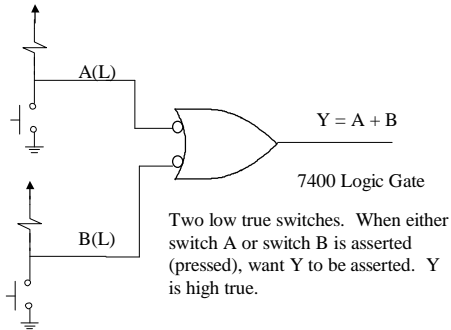 A(L)
Y = A + B
7400 Logic Gate
B(L)
Two low true switches. When either
switch A or switch B is asserted
(pressed), want Y to be asserted. Y
is high true.